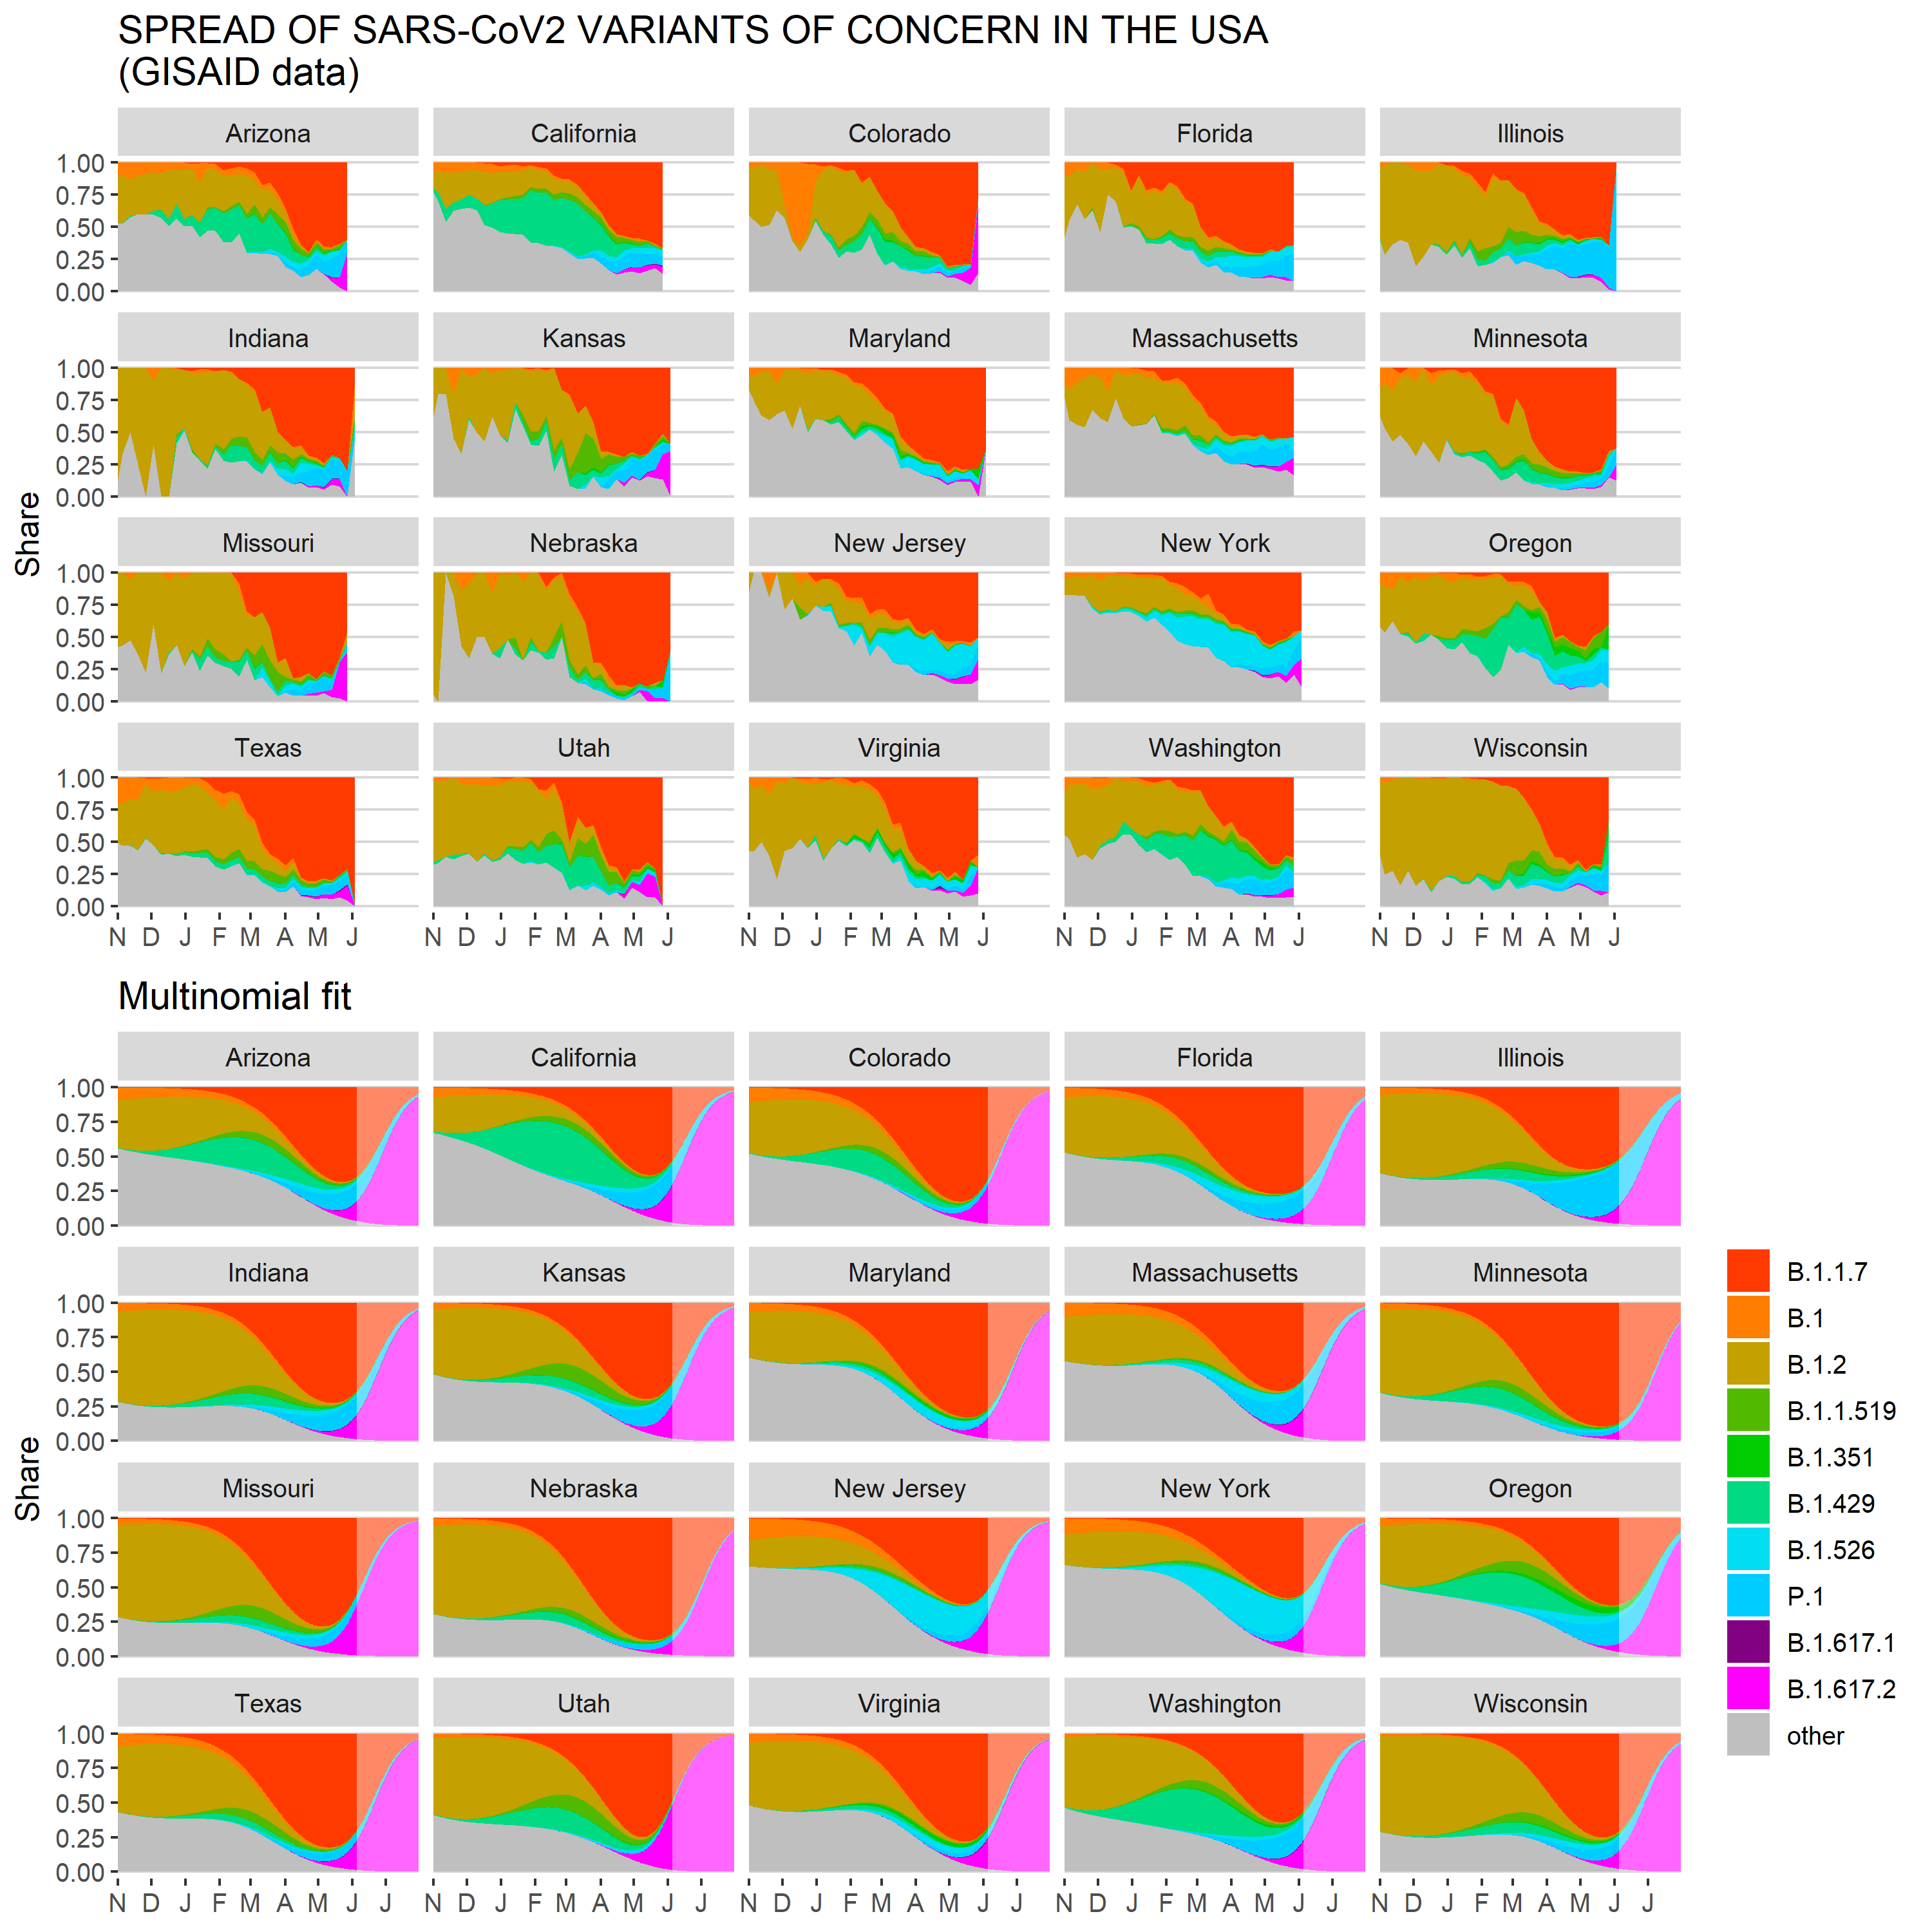 SPREAD OF SARS-CoV2 VARIANTS OF CONCERN IN THE USA
(GISAID data)
Arizona California Colorado Florida Illinois
1.00
0.75
0.50
0.25
0.00
Indiana Kansas Maryland Massachusetts Minnesota
1.00
0.75
0.50
0.25
0.00
Share
Missouri Nebraska New Jersey New York Oregon
1.00
0.75
0.50
0.25
0.00
Texas Utah Virginia Washington Wisconsin
1.00
0.75
0.50
0.25
0.00
N D J F M A M J N D J F M A M J N D J F M A M J N D J F M A M J N D J F M A M J
Multinomial fit
Arizona California Colorado Florida Illinois
1.00
0.75
0.50
0.25
0.00
Indiana Kansas Maryland Massachusetts Minnesota
1.00
0.75
0.50
0.25
0.00
Share
Missouri Nebraska New Jersey New York Oregon
1.00
0.75
0.50
0.25
0.00
Texas Utah Virginia Washington Wisconsin
1.00
0.75
0.50
0.25
0.00
N D J F M A M J J N D J F M A M J J N D J F M A M J J N D J F M A M J J N D J F M A M J J
B.1.1.7
B.1
B.1.2
B.1.1.519
B.1.351
B.1.429
B.1.526
P.1
B.1.617.1
B.1.617.2
other